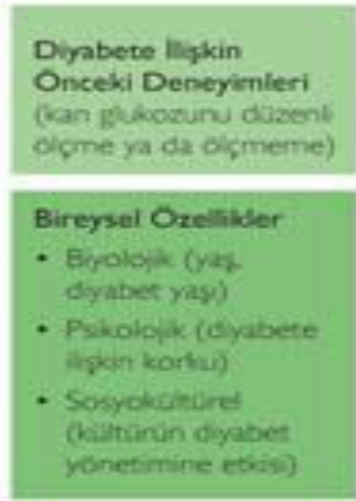 Diyabete İlişkin
Önceki Deneyimleri
(kan glukozunu düzenli
ölçme ya da ölçmeme)
Bireysel Özellikler
• Biyolojik (yaş,
diyabet yaşı)
• Psikolojik (diyabete
ilişkin korku)
• Sosyokültürel
(kültürün diyabet
yönetimine etkisi)